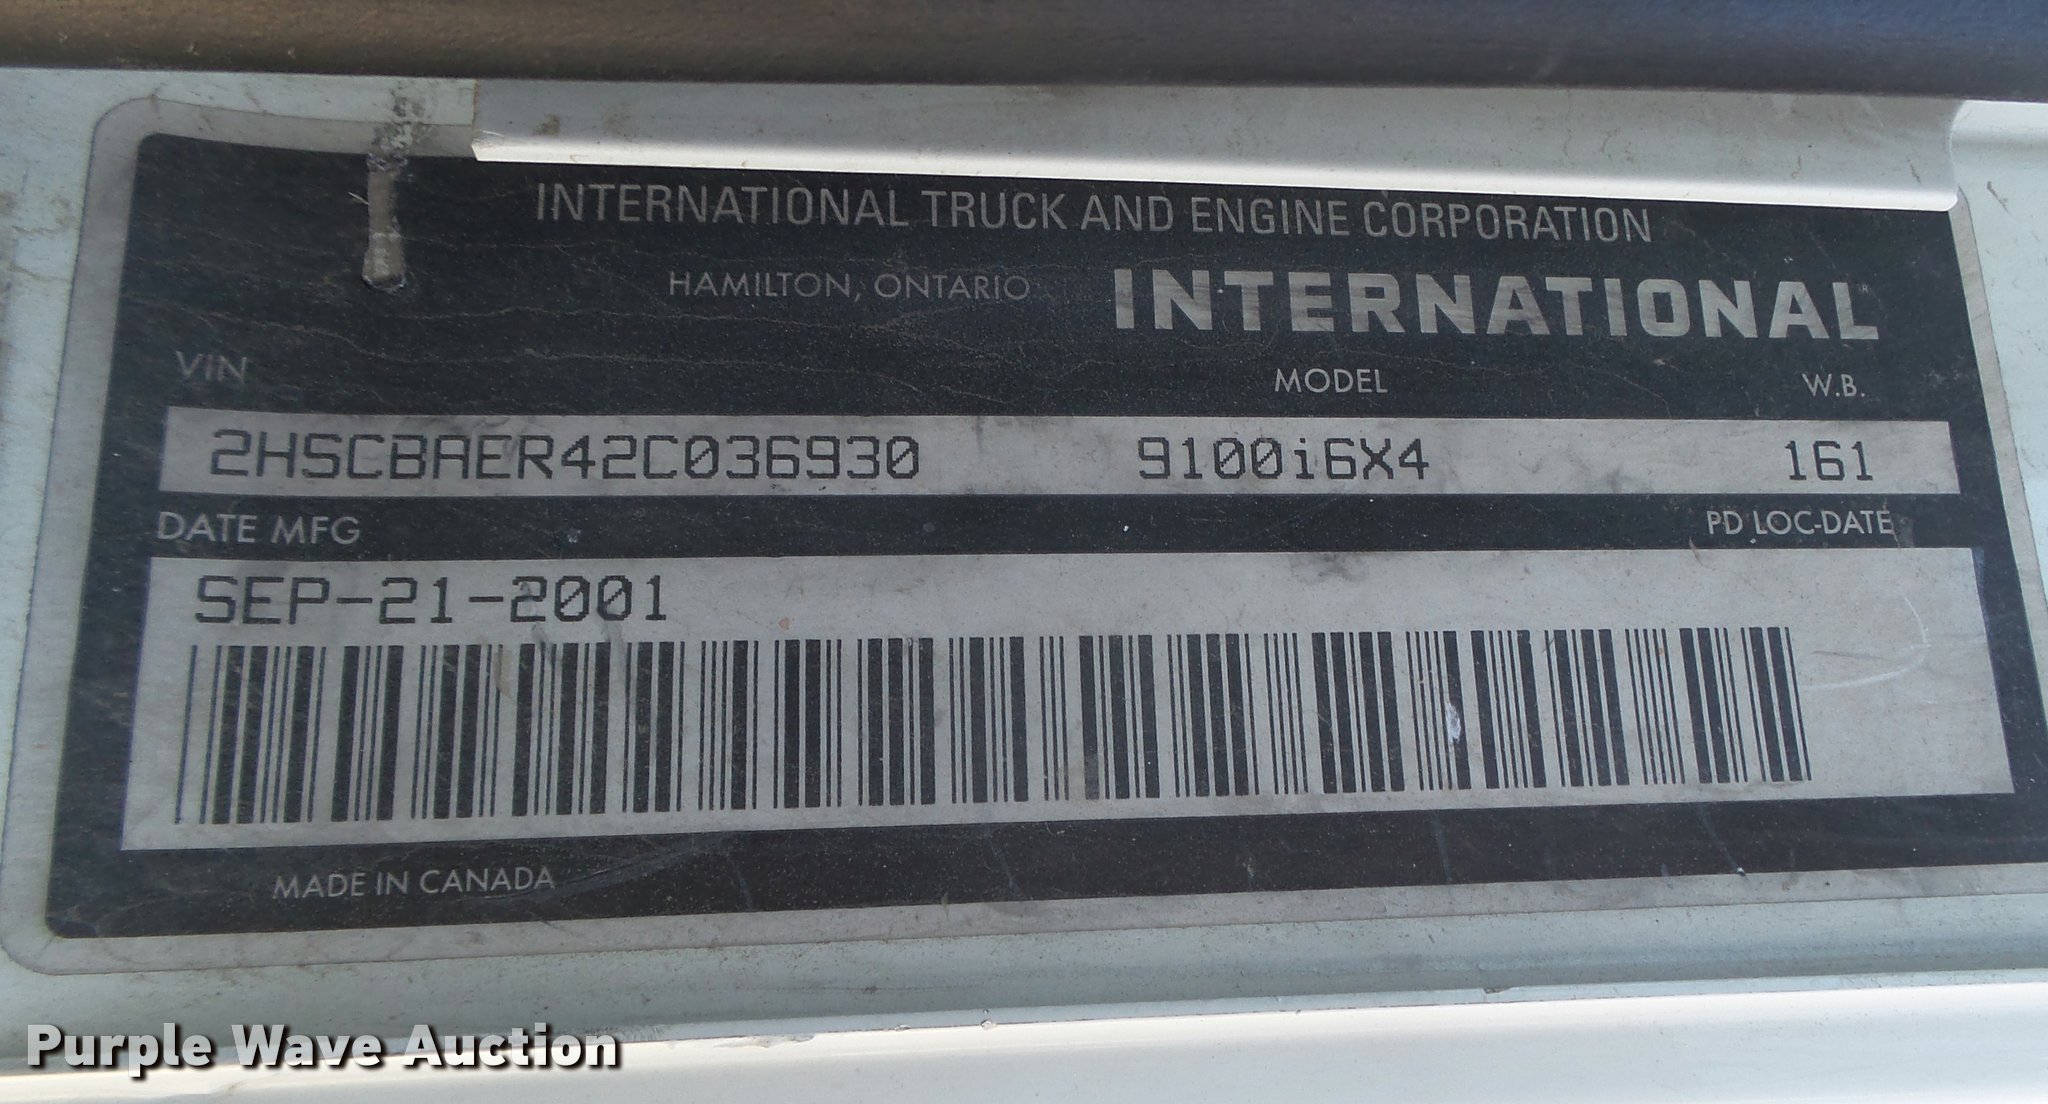 INTERNATIONAL TRUCK AND ENGINE CORPORATION
HAMILTON, ONTARIO INTERNATIONAL®
VIN MODEL W.B.
2HSCBAER42C036930 9100i6X4 161
DATE MFG PD LOC-DATE
SEP-21-2001
MADE IN CANADA
Purple Wave Auction